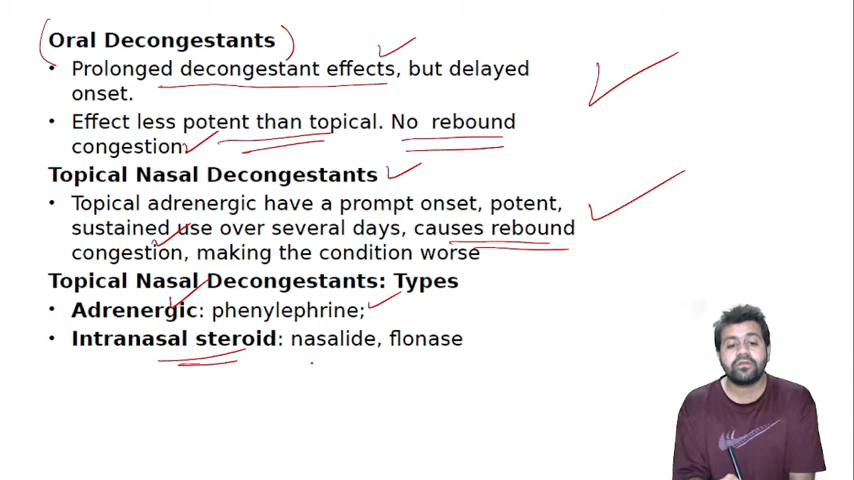 Oral Decongestants
• Prolonged decongestant effects, but delayed
onset.
• Effect less potent than topical. No rebound
congestion
Topical Nasal Decongestants
• Topical adrenergic have a prompt onset, potent,
sustained use over several days, causes rebound
congestion, making the condition worse
Topical Nasal Decongestants: Types
• Adrenergic: phenylephrine;
• Intranasal steroid: nasalide, flonase